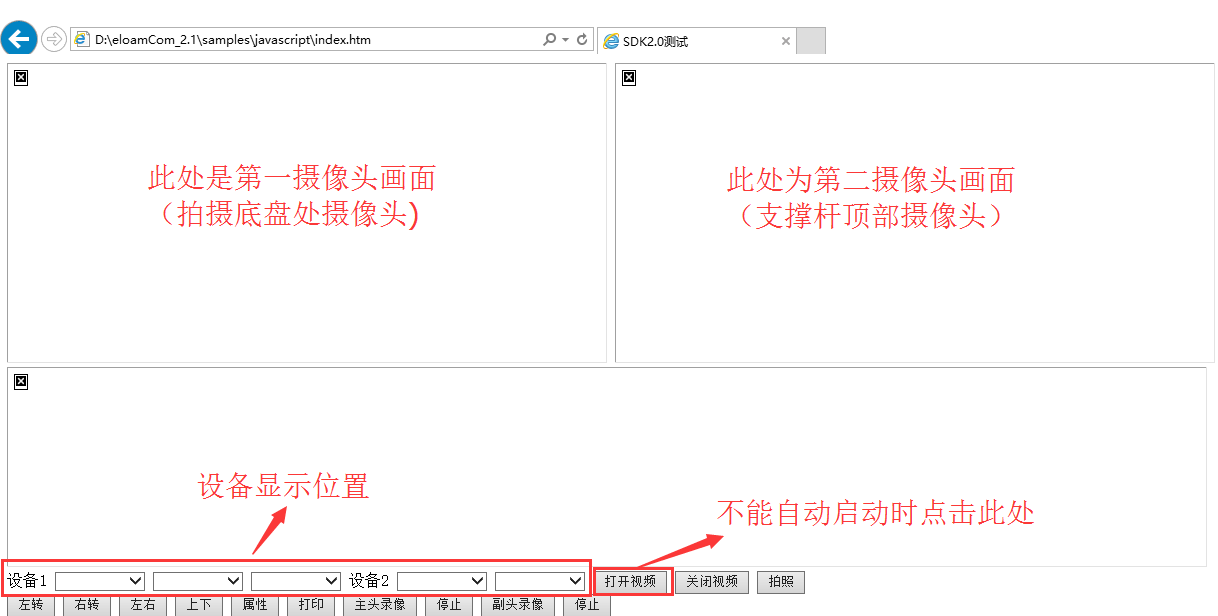 D:\eloamCom_2.1\samples\javascript\index.htm
SDK2.0测试
此处是第一摄像头画面
（拍摄底盘处摄像头)
此处为第二摄像头画面
（支撑杆顶部摄像头）
设备显示位置
不能自动启动时点击此处
设备1 设备2 打开视频 关闭视频 拍照
左转 右转 左右 上下 属性 打印 主头录像 停止 副头录像 停止